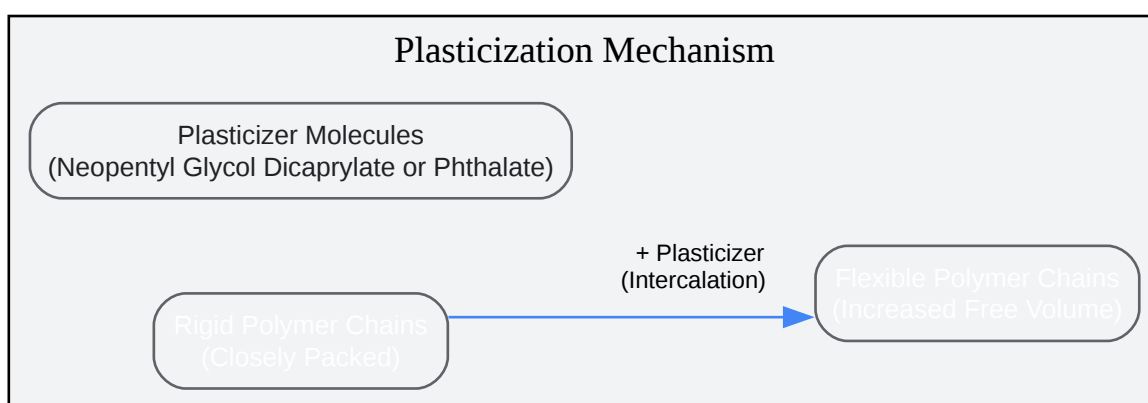 Plasticization Mechanism
Plasticizer Molecules
(Neopentyl Glycol Dicaprylate or Phthalate)
+ Plasticizer
(Intercalation)
Flexible Polymer Chains
(Increased Free Volume)
Rigid Polymer Chains
(Closely Packed)